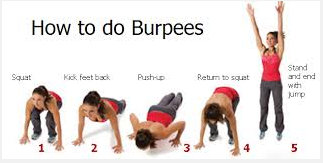 How to do Burpees
Squat
Kick feet back
Push-up
Return to squat
Stand
and end
with
jump
1
2
3
4
5